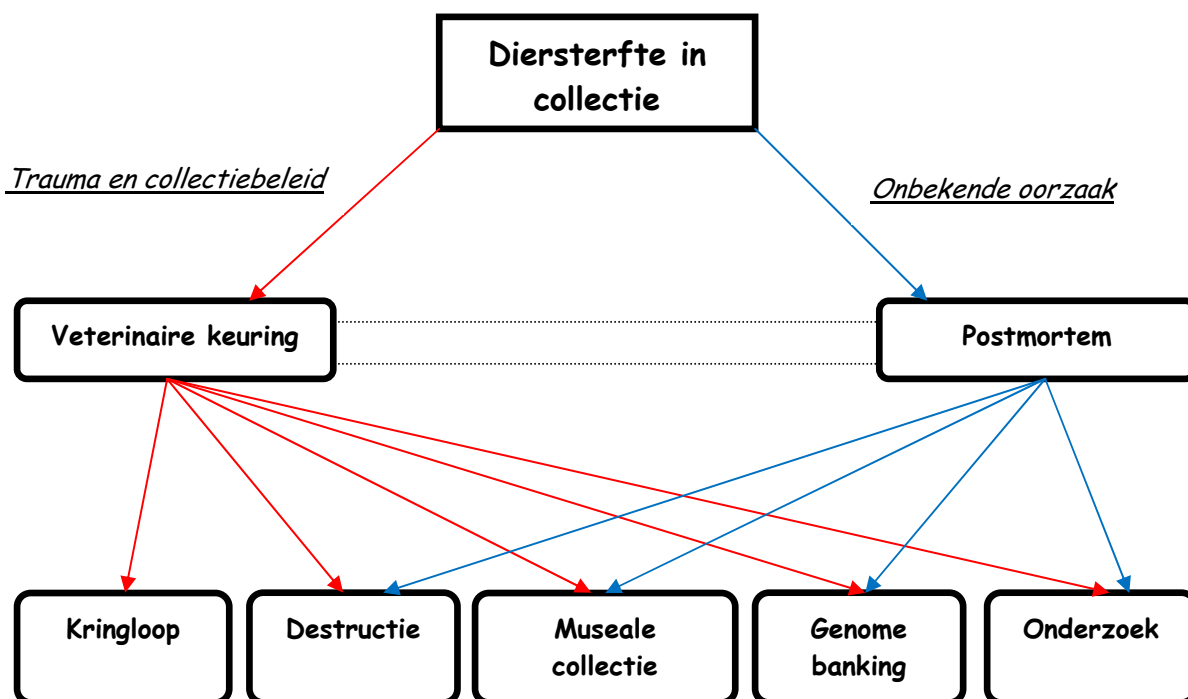 Diersterfte in
collectie
Trauma en collectiebeleid
Onbekende oorzaak
Veterinaire keuring
Postmortem
Kringloop
Destructie
Museale
collectie
Genome
banking
Onderzoek